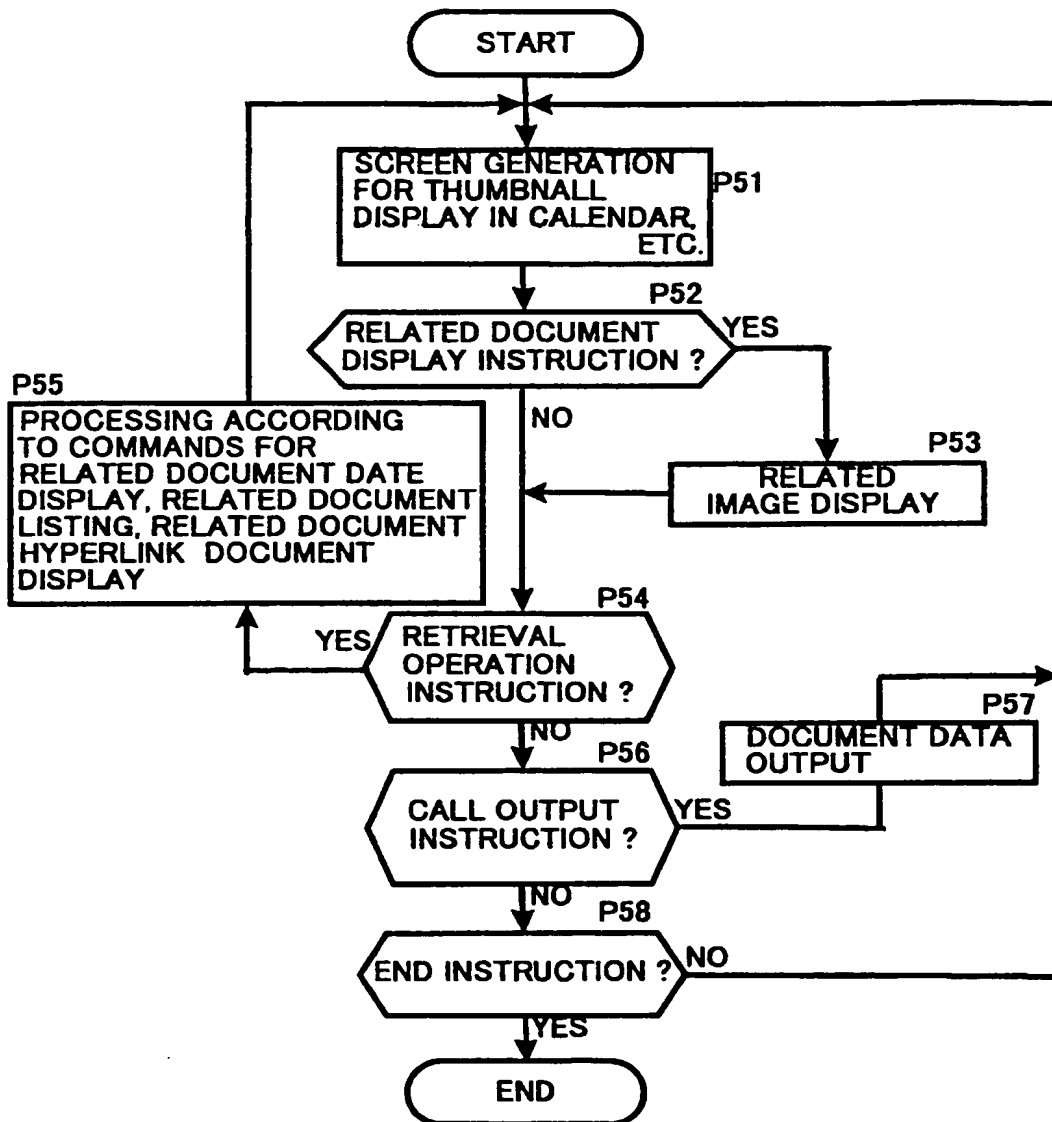 START
SCREEN GENERATION
FOR THUMBNALL
DISPLAY IN CALENDAR,
ETC.
P51
P52
RELATED DOCUMENT
DISPLAY INSTRUCTION ?
YES
NO
P55
PROCESSING ACCORDING
TO COMMANDS FOR
RELATED DOCUMENT DATE
DISPLAY, RELATED DOCUMENT
LISTING, RELATED DOCUMENT
HYPERLINK DOCUMENT
DISPLAY
P53
RELATED
IMAGE DISPLAY
P54
RETRIEVAL
OPERATION
INSTRUCTION ?
YES
NO
P56
CALL OUTPUT
INSTRUCTION ?
YES
NO
P57
DOCUMENT DATA
OUTPUT
P58
END INSTRUCTION ?
NO
YES
END